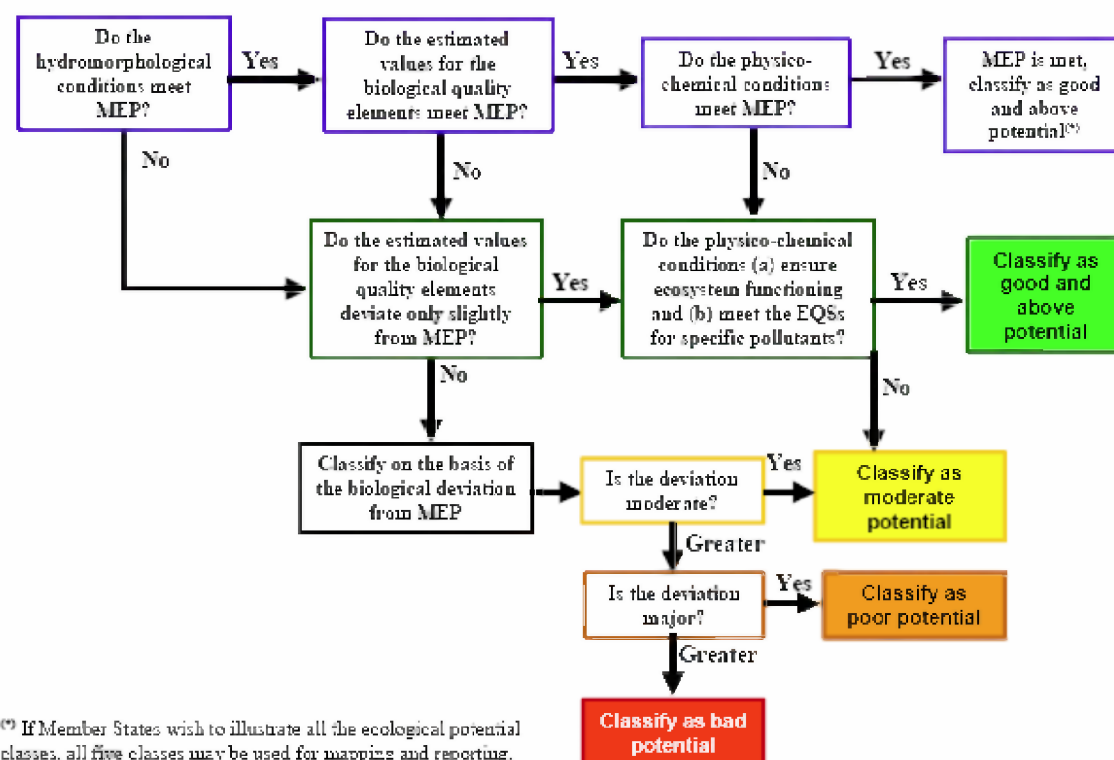 Do the
hydromorphological
conditions meet
MEP?
Yes
Do the estimated
values for the
biological quality
elements meet MEP?
Yes
Do the physico-
chemical conditions
meet MEP?
Yes
MEP is met,
classify as good
and above
potential(*)
No
No
No
Do the estimated values
for the biological
quality elements
deviate only slightly
from MEP?
Yes
Do the physico-chemical
conditions (a) ensure
ecosystem functioning
and (b) meet the EQSs
for specific pollutants?
Yes
Classify as
good and
above
potential
No
No
Classify on the basis of
the biological deviation
from MEP
Is the deviation
moderate?
Yes
Classify as
moderate
potential
Greater
Is the deviation
major?
Yes
Classify as
poor potential
Greater
Classify as bad
potential
(*) If Member States wish to illustrate all the ecological potential
classes, all five classes may be used for mapping and reporting.